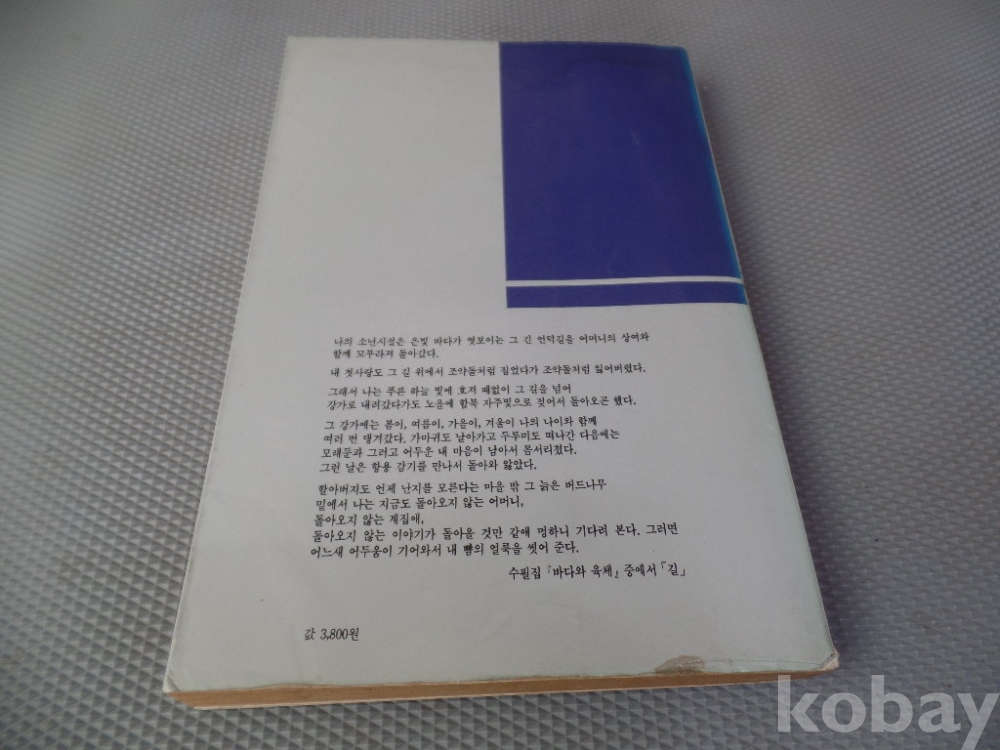 나의 소년시절은 은빛 바다가 엿보이는 그 긴 언덕길을 어머니의 상여와
함께 꼬부라져 돌아갔다.
내 첫사랑도 그 길 위에서 조약돌처럼 집었다가 조약돌처럼 잃어버렸다.
그래서 나는 푸른 하늘 빛에 호져 때없이 그 길을 넘어
강가로 내려갔다가도 노을에 함북 자주빛으로 젖어서 돌아오곤 했다.
그 강가에는 봄이, 여름이, 가을이, 겨울이 나의 나이와 함께
여러 번 댕겨갔다. 가마귀도 날아가고 두루미도 떠나간 다음에는
모래둔과 그러고 어두운 내 마음이 남아서 몸서리쳤다.
그런 날은 항용 감기를 만나서 돌아와 앓았다.
할아버지도 언제 난지를 모른다는 마을 밖 그 늙은 버드나무
밑에서 나는 지금도 돌아오지 않는 어머니,
돌아오지 않는 계집애,
돌아오지 않는 이야기가 돌아올 것만 같애 멍하니 기다려 본다. 그러면
어느새 어두움이 기어와서 내 뺨의 얼룩을 씻어 준다.
수필집 『바다와 육체』 중에서 「길」
값 3,800원
kobay